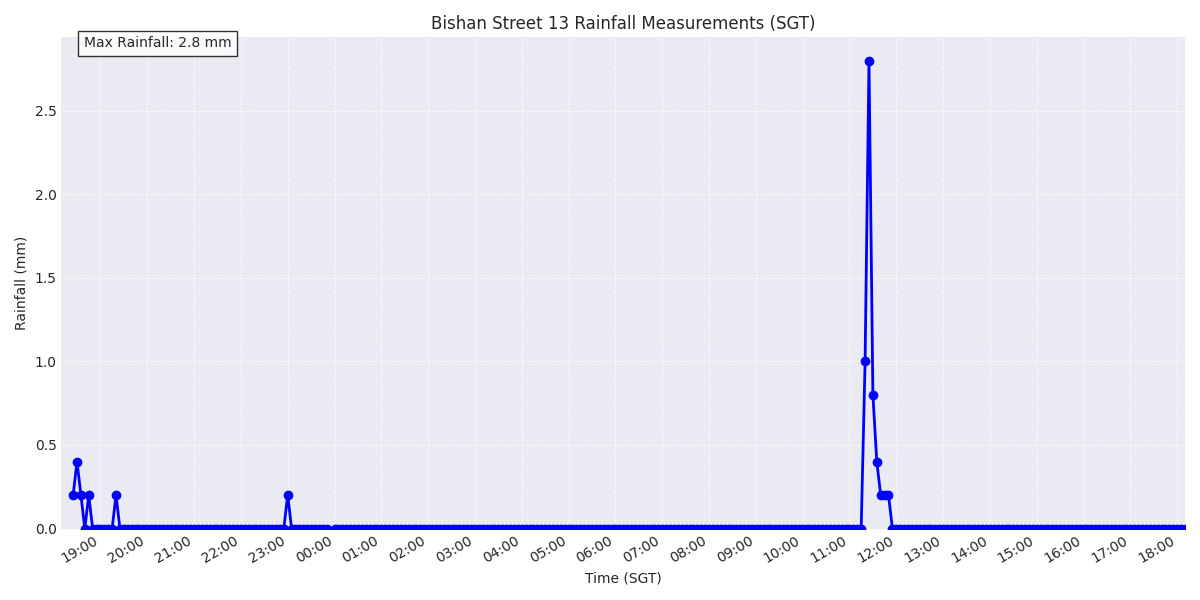 Bishan Street 13 Rainfall Measurements (SGT)
Max Rainfall: 2.8 mm
Rainfall (mm)
2.5
2.0
1.5
1.0
0.5
0.0
19:00 20:00 21:00 22:00 23:00 00:00 01:00 02:00 03:00 04:00 05:00 06:00 07:00 08:00 09:00 10:00 11:00 12:00 13:00 14:00 15:00 16:00 17:00 18:00
Time (SGT)